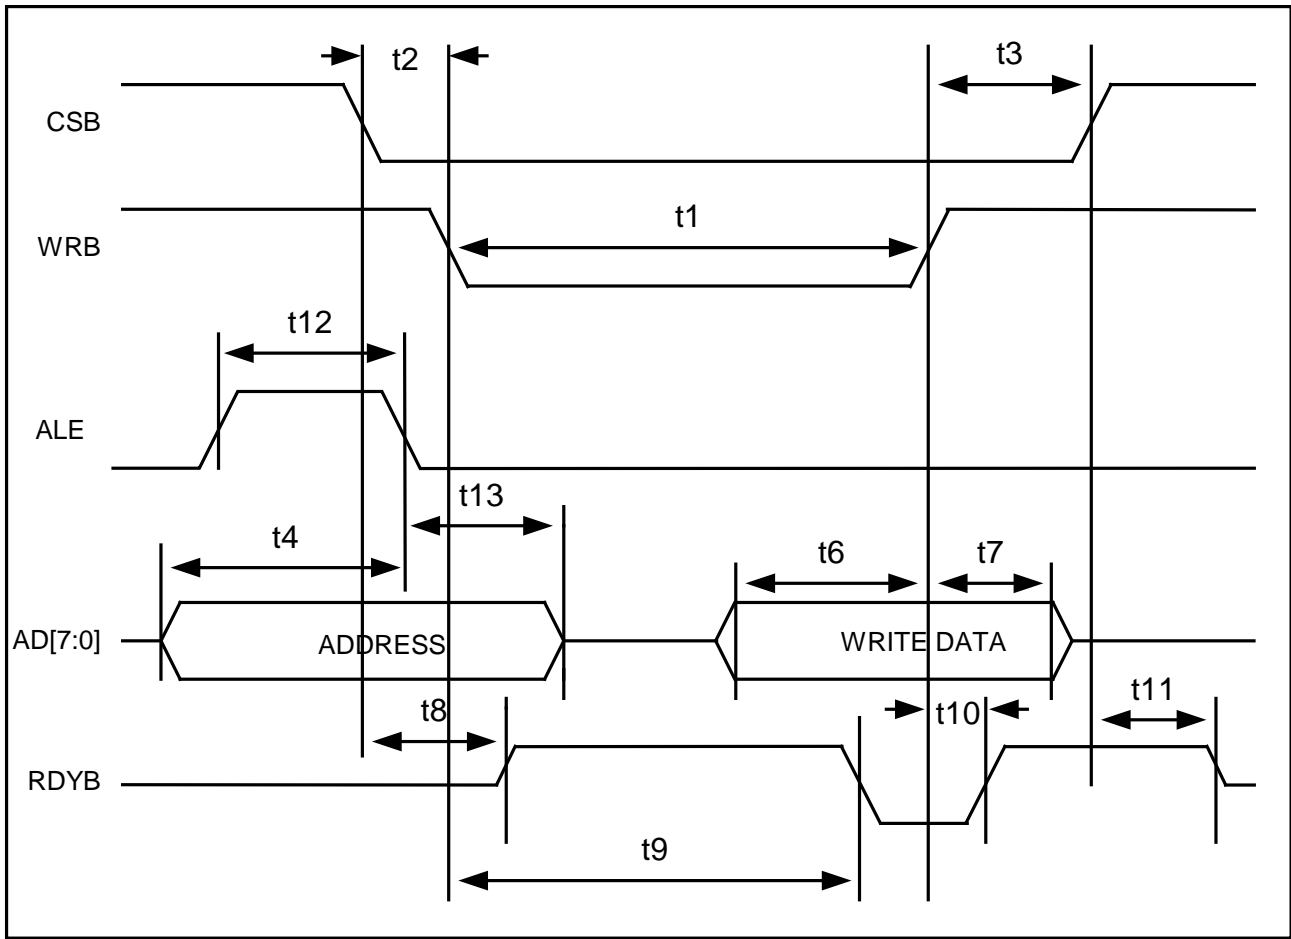 t2
t3
CSB
t1
WRB
t12
ALE
t13
t4
t6
t7
AD[7:0]
ADDRESS
WRITE DATA
t8
t10
t11
RDYB
t9